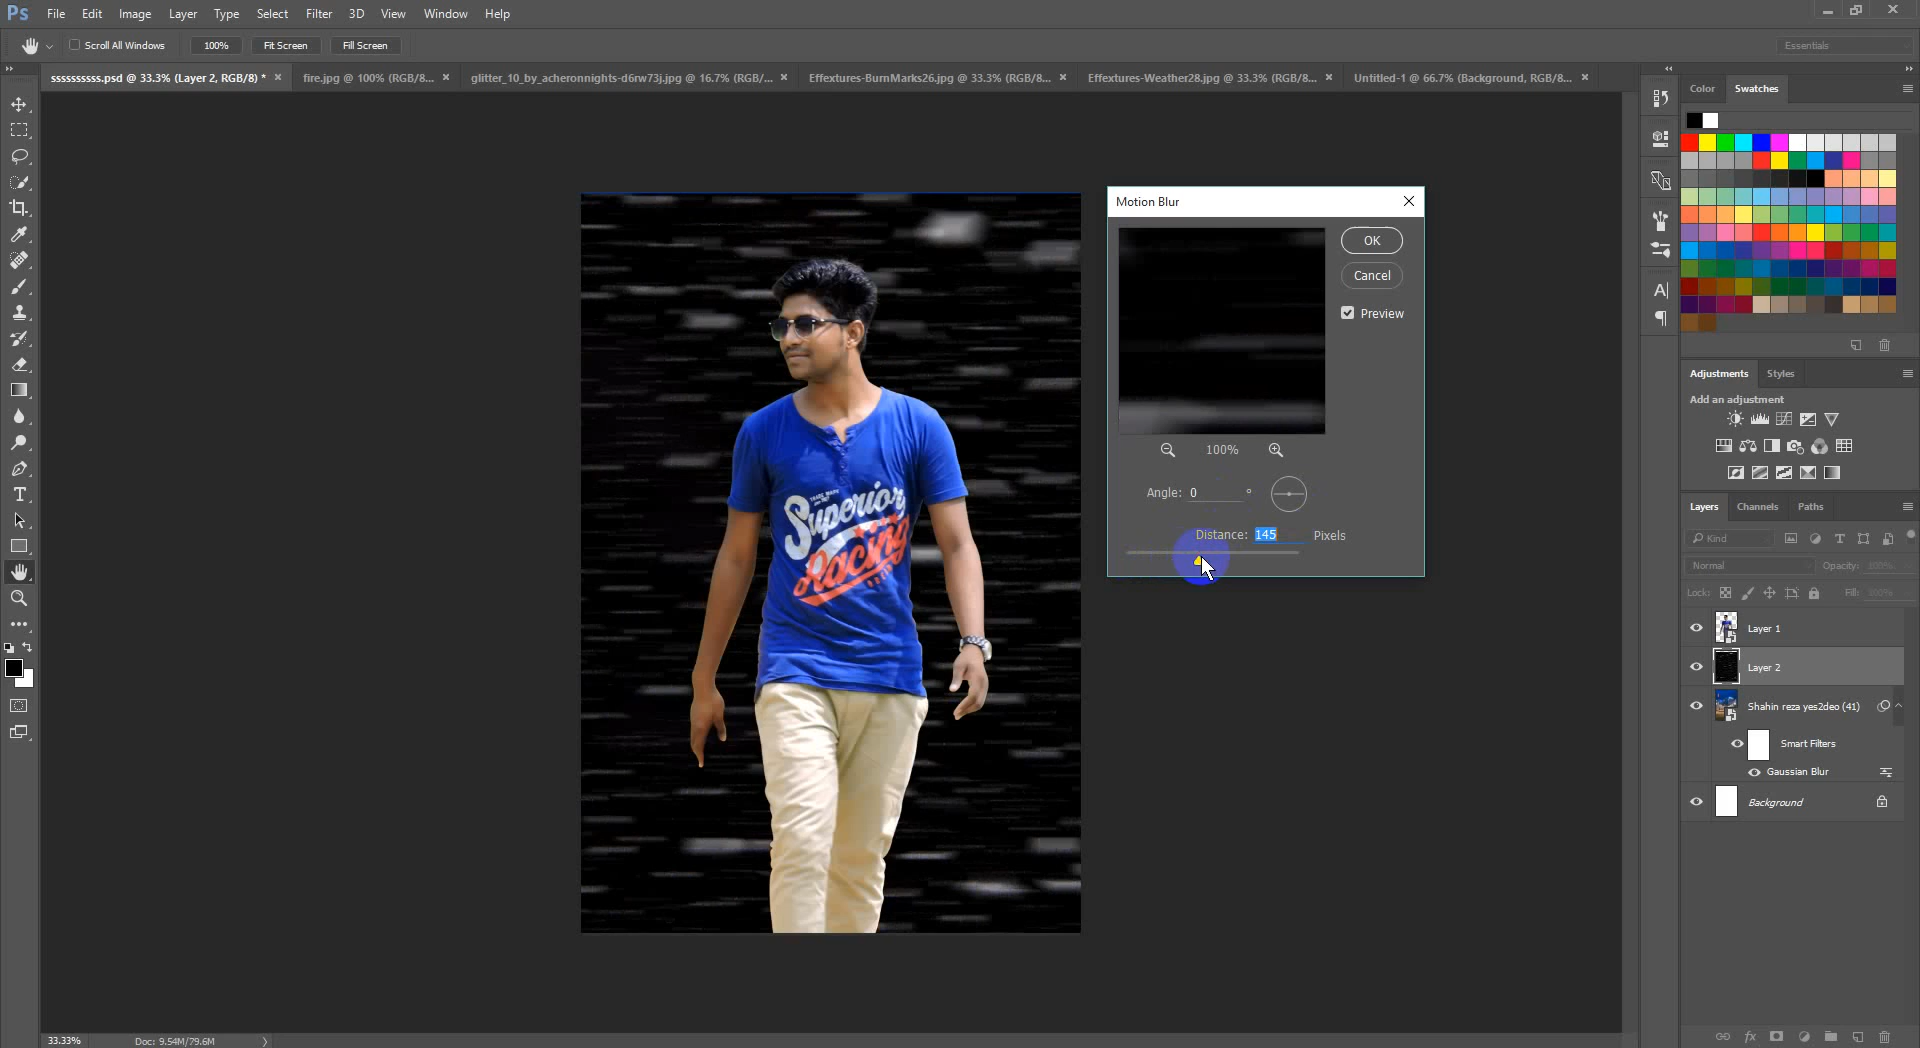 Ps File Edit Image Layer Type Select Filter 3D View Window Help
Scroll All Windows 100% Fit Screen Fill Screen Essentials
ssssssssss.psd @ 33.3% (Layer 2, RGB/8) * fire.jpg @ 100% (RGB/8... glitter_10_by_acheronnights-d6rw73j.jpg @ 16.7% (RGB/... Effextures-BurnMarks26.jpg @ 33.3% (RGB/8... Effextures-Weather28.jpg @ 33.3% (RGB/8... Untitled-1 @ 66.7% (Background, RGB/8...
Color Swatches
Motion Blur
OK
Cancel
Preview
100%
Angle: 0 °
Distance: 145 Pixels
TRADE MARK
Superior
Racing
Adjustments Styles
Add an adjustment
Layers Channels Paths
Kind
Normal Opacity: 100%
Lock: Fill: 100%
Layer 1
Layer 2
Shahin reza yes2deo (41)
Smart Filters
Gaussian Blur
Background
33.33% Doc: 9.54M/79.6M